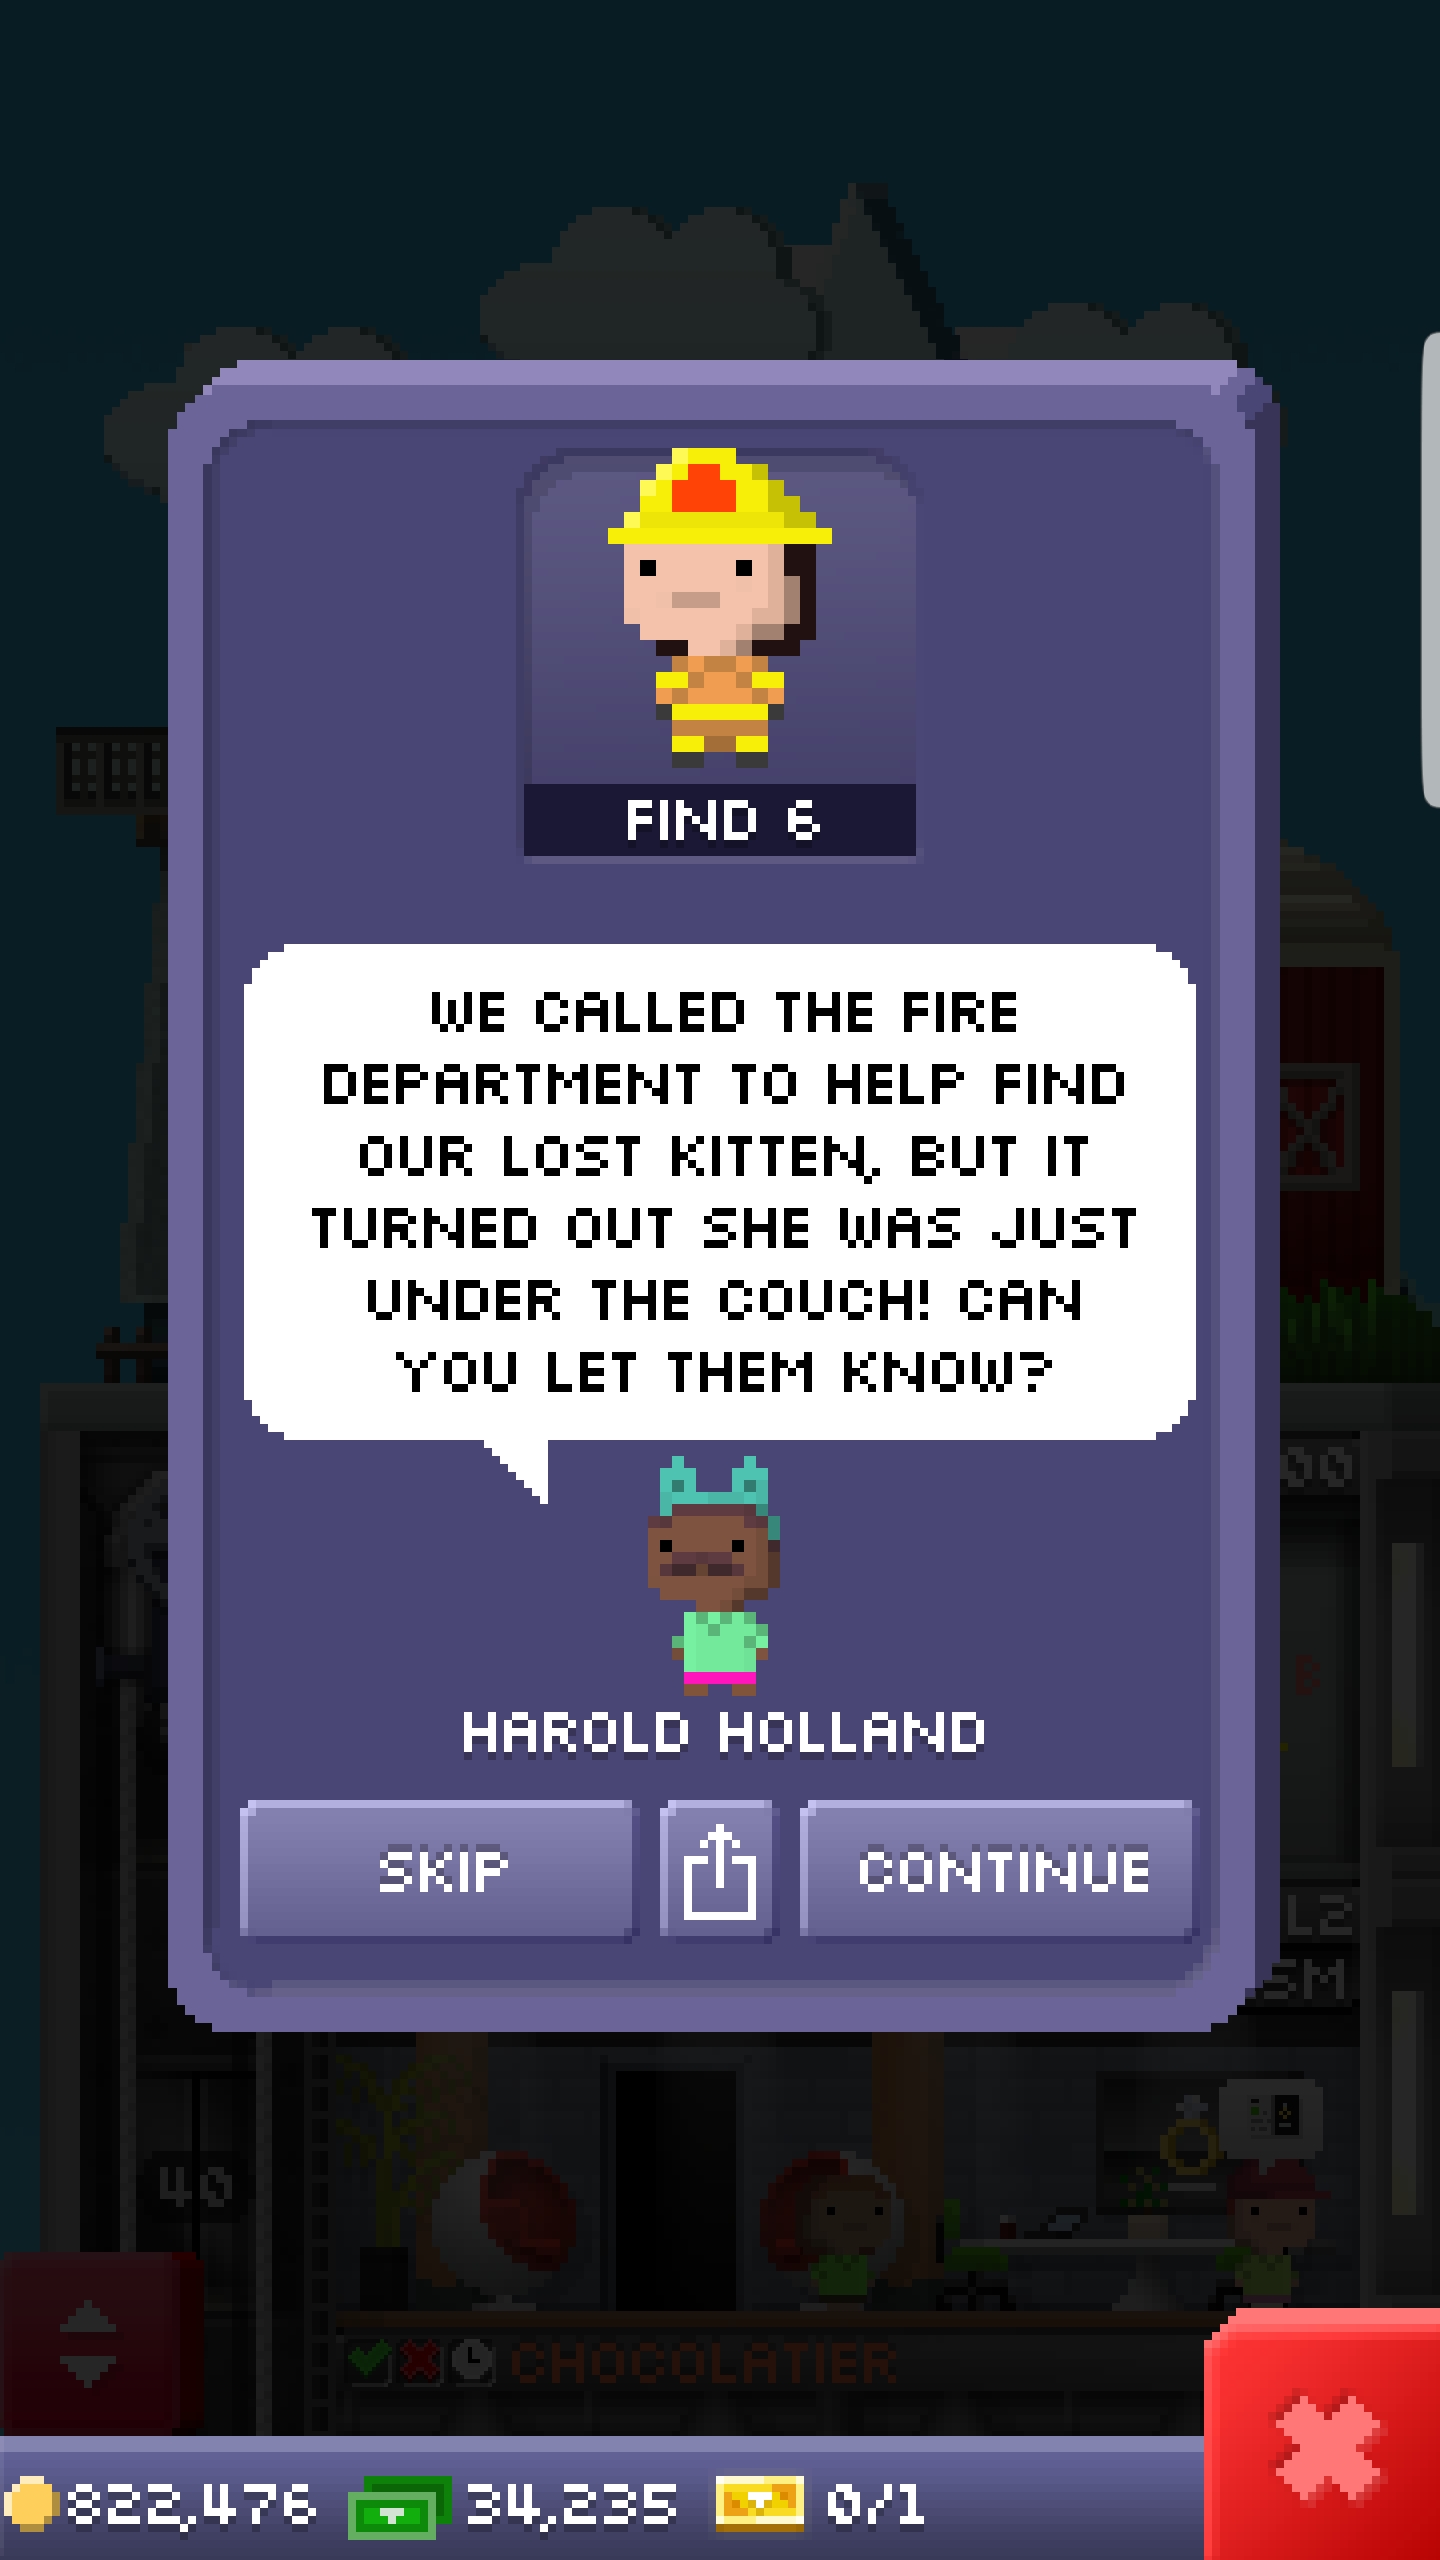 FIND 6
WE CALLED THE FIRE
DEPARTMENT TO HELP FIND
OUR LOST KITTEN, BUT IT
TURNED OUT SHE WAS JUST
UNDER THE COUCH! CAN
YOU LET THEM KNOW?
HAROLD HOLLAND
SKIP
CONTINUE
40
CHOCOLATIER
822,476
34,235
0/1